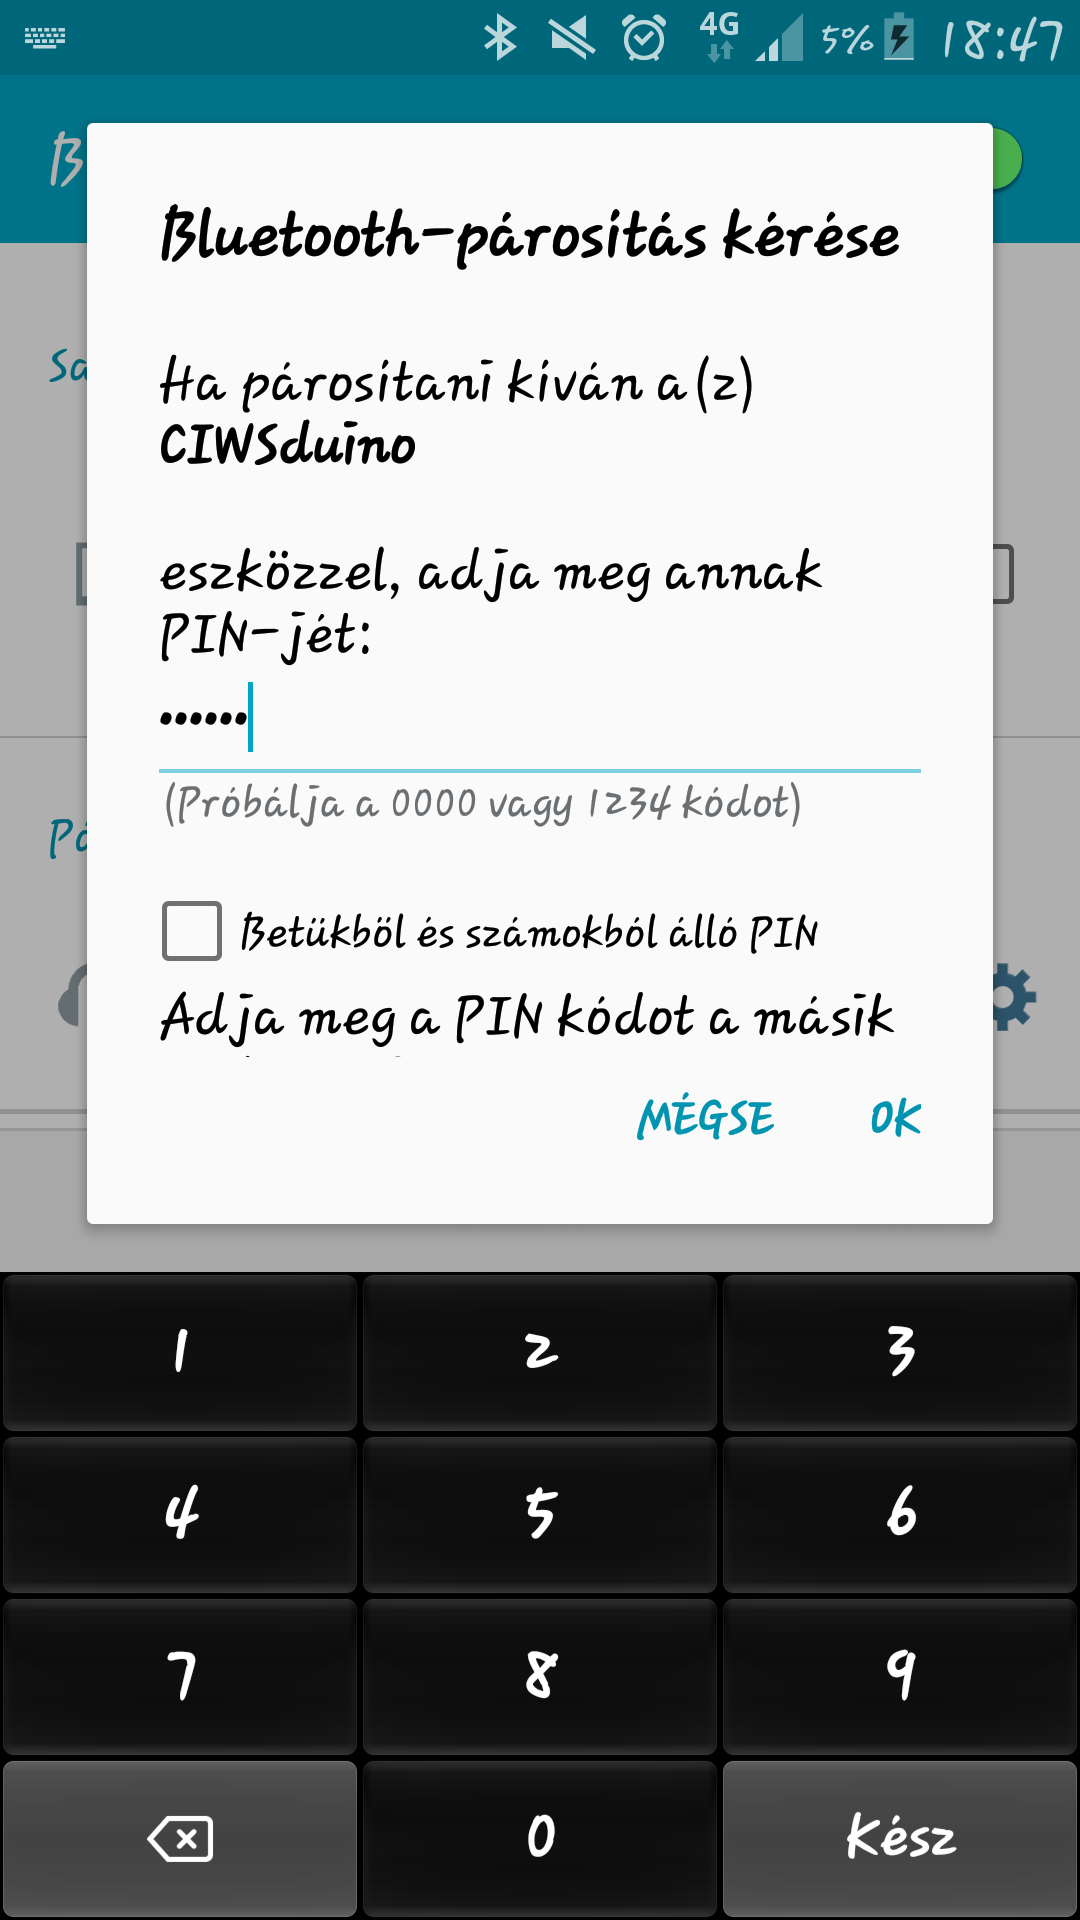 4G 5% 18:47
B
Bluetooth-párosítás kérése
Sa
Ha párosítani kíván a(z)
CIWSduino
eszközzel, adja meg annak
PIN-jét:
••••••
(Próbálja a 0000 vagy 1234 kódot)
Pá
Betűkből és számokból álló PIN
Adja meg a PIN kódot a másik
MÉGSE OK
1 2 3
4 5 6
7 8 9
0 Kész